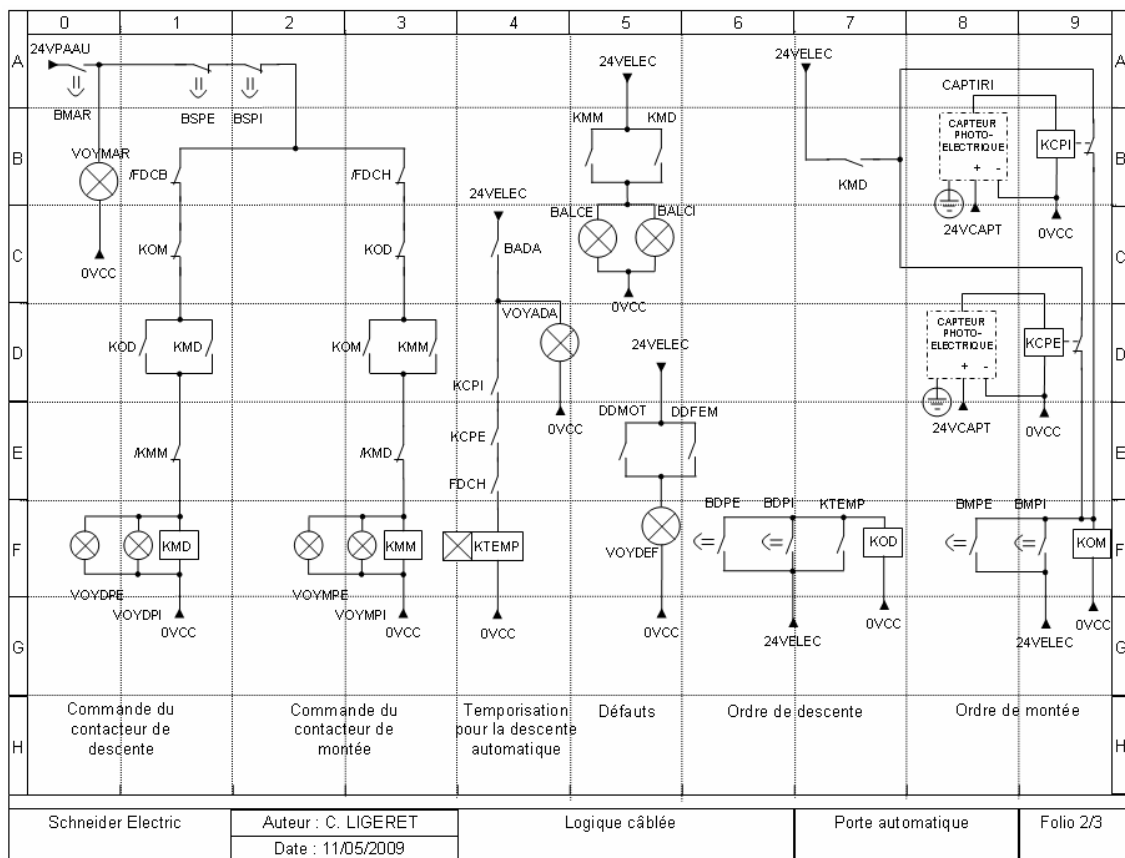 0 1 2 3 4 5 6 7 8 9
A A
24VPAAU
BMAR
BSPE
BSPI
24VELEC
24VELEC
CAPTIRI
B B
VOYMAR
/FDCB
/FDCH
KMM
KMD
KMD
CAPTEUR
PHOTO-
ELECTRIQUE
+ -
KCPI
24VELEC
C C
0VCC
KOM
KOD
BADA
BALCE
BALCI
0VCC
24VCAPT
0VCC
D D
KOD
KMD
KOM
KMM
VOYADA
KCPI
24VELEC
CAPTEUR
PHOTO-
ELECTRIQUE
+ -
KCPE
E E
/KMM
/KMD
KCPE
0VCC
FDCH
DDMOT
DDFEM
24VCAPT
0VCC
F F
KMD
KMM
KTEMP
VOYDEF
BDPE
BDPI
KTEMP
KOD
BMPE
BMPI
KOM
VOYDPE
VOYDPI
VOYMPE
VOYMPI
G G
0VCC
0VCC
0VCC
0VCC
24VELEC
0VCC
24VELEC
0VCC
H H
Commande du
contacteur de
descente
Commande du
contacteur de
montée
Temporisation
pour la descente
automatique
Défauts
Ordre de descente
Ordre de montée
Schneider Electric
Auteur : C. LIGERET
Date : 11/05/2009
Logique câblée
Porte automatique
Folio 2/3